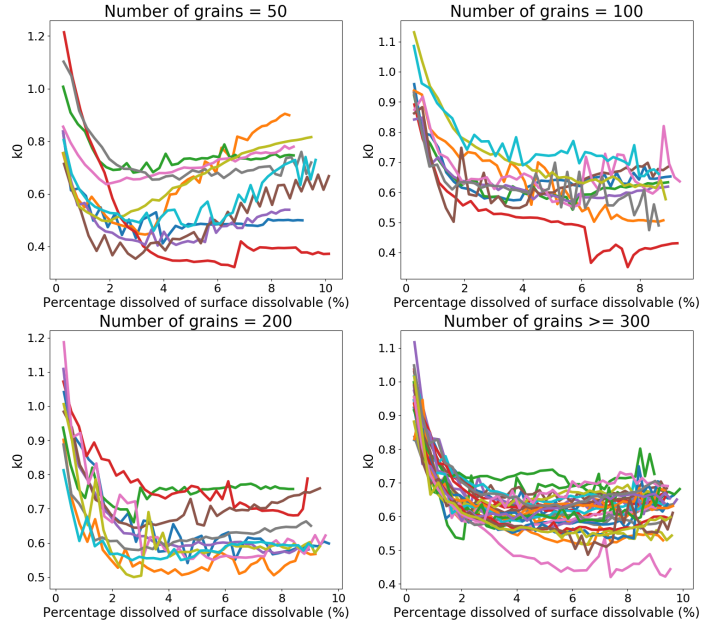 Number of grains = 50
1.2
1.0
0.8
0.6
0.4
k0
0 2 4 6 8 10
Percentage dissolved of surface dissolvable (%)
Number of grains = 100
1.1
1.0
0.9
0.8
0.7
0.6
0.5
0.4
k0
0 2 4 6 8
Percentage dissolved of surface dissolvable (%)
Number of grains = 200
1.2
1.1
1.0
0.9
0.8
0.7
0.6
0.5
k0
0 2 4 6 8 10
Percentage dissolved of surface dissolvable (%)
Number of grains >= 300
1.1
1.0
0.9
0.8
0.7
0.6
0.5
0.4
k0
0 2 4 6 8 10
Percentage dissolved of surface dissolvable (%)